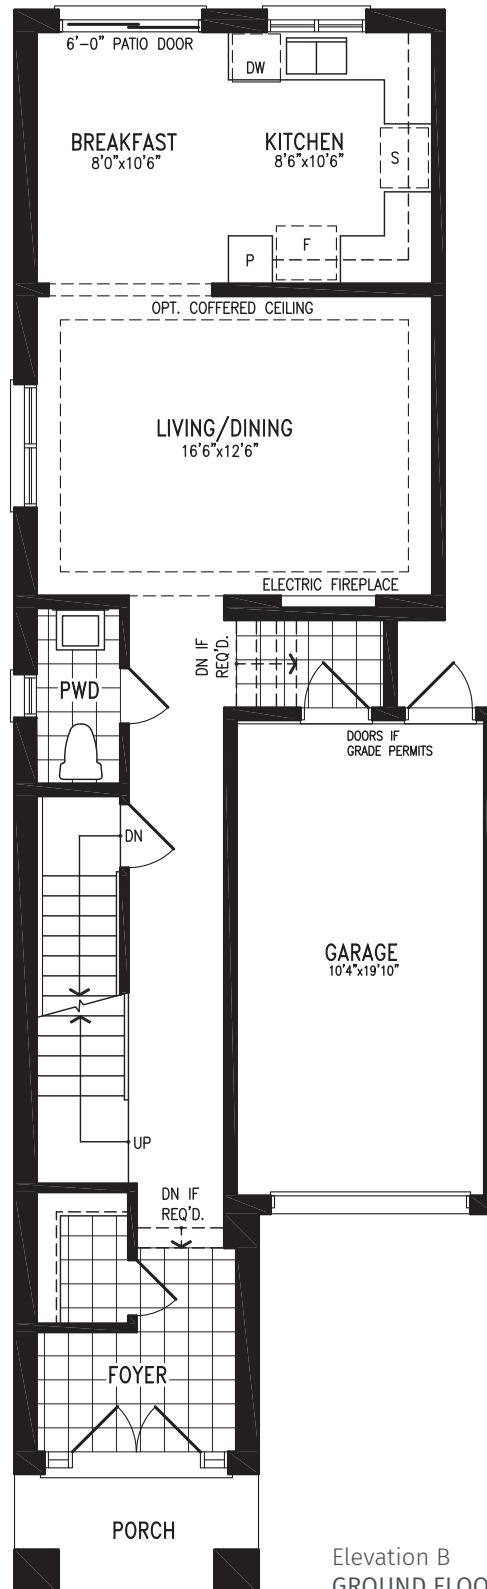 6'-0" PATIO DOOR
DW
BREAKFAST
8'0"x10'6"
KITCHEN
8'6"x10'6"
S
P
F
OPT. COFFERED CEILING
LIVING/DINING
16'6"x12'6"
ELECTRIC FIREPLACE
DN IF
REQ'D.
PWD
DOORS IF
GRADE PERMITS
DN
GARAGE
10'4"x19'10"
UP
DN IF
REQ'D.
FOYER
PORCH
Elevation B
GROUND FLOO